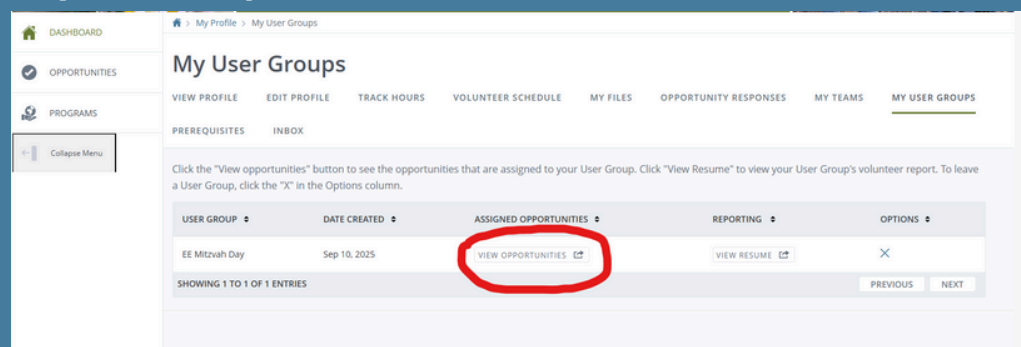 DASHBOARD
OPPORTUNITIES
PROGRAMS
Collapse Menu
> My Profile > My User Groups
My User Groups
VIEW PROFILE EDIT PROFILE TRACK HOURS VOLUNTEER SCHEDULE MY FILES OPPORTUNITY RESPONSES MY TEAMS MY USER GROUPS
PREREQUISITES INBOX
Click the "View opportunities" button to see the opportunities that are assigned to your User Group. Click "View Resume" to view your User Group's volunteer report. To leave
a User Group, click the "X" in the Options column.
USER GROUP DATE CREATED ASSIGNED OPPORTUNITIES REPORTING OPTIONS
EE Mitzvah Day Sep 10, 2025 VIEW OPPORTUNITIES VIEW RESUME X
SHOWING 1 TO 1 OF 1 ENTRIES PREVIOUS NEXT